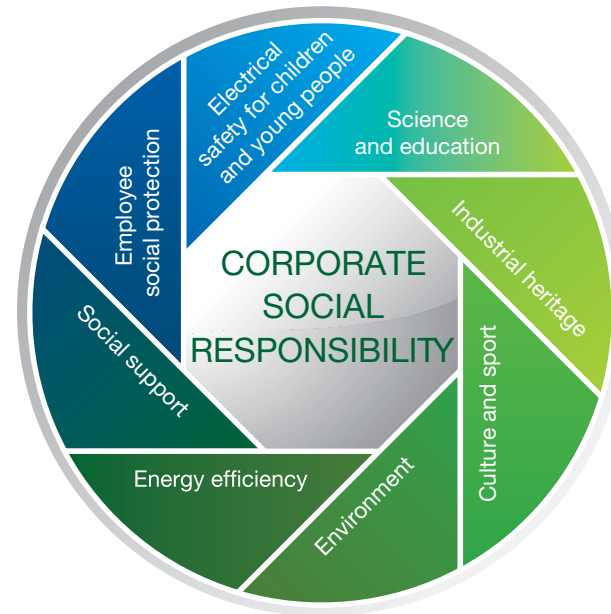 CORPORATE
SOCIAL
RESPONSIBILITY
Electrical
safety for children
and young people
Science
and education
Industrial heritage
Culture and sport
Environment
Energy efficiency
Social support
Employee
social protection